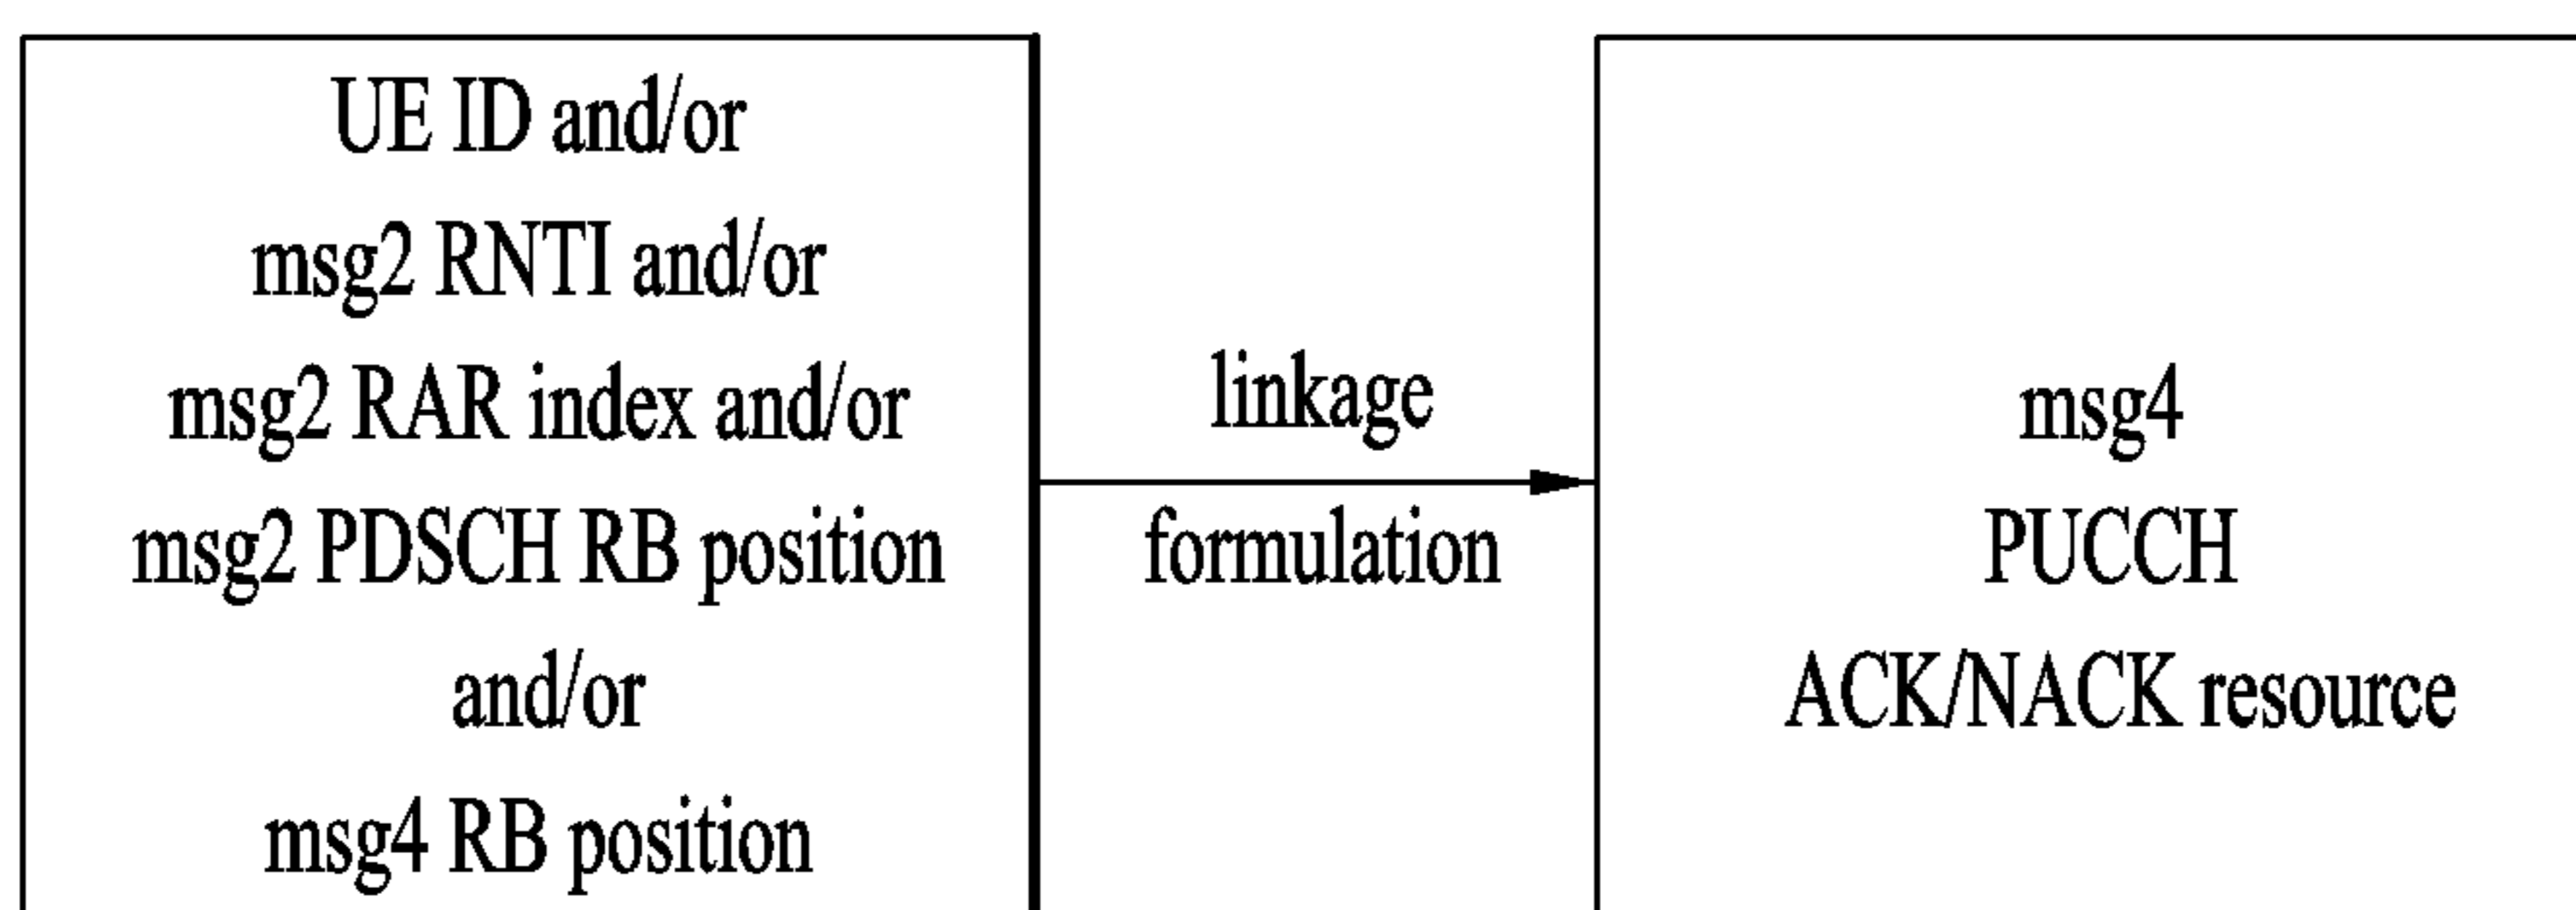 UE ID and/or
msg2 RNTI and/or
msg2 RAR index and/or
msg2 PDSCH RB position
and/or
msg4 RB position
linkage
formulation
msg4
PUCCH
ACK/NACK resource